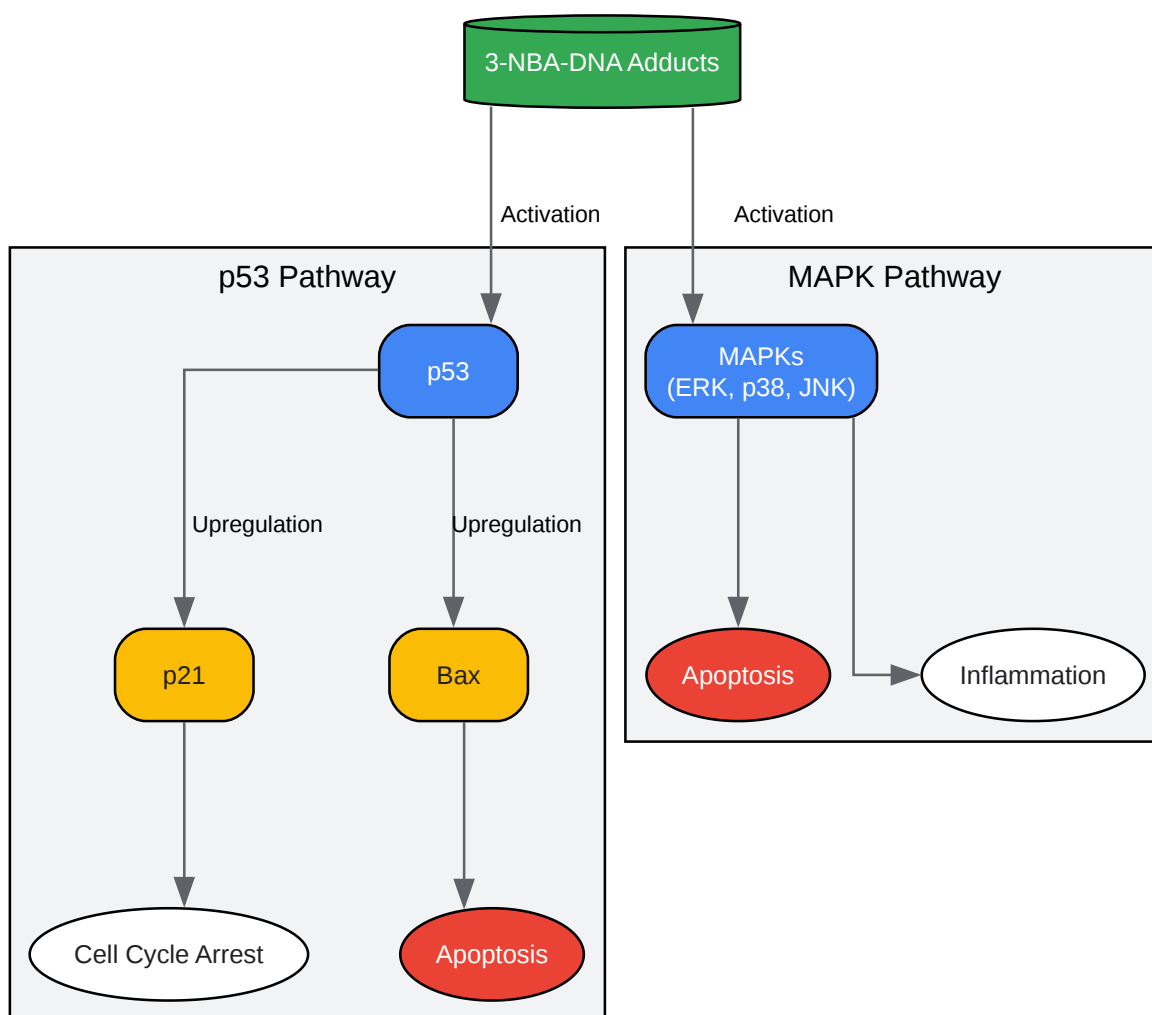 3-NBA-DNA Adducts
Activation
Activation
p53 Pathway
MAPK Pathway
p53
MAPKs
(ERK, p38, JNK)
Upregulation
Upregulation
p21
Bax
Apoptosis
Inflammation
Cell Cycle Arrest
Apoptosis